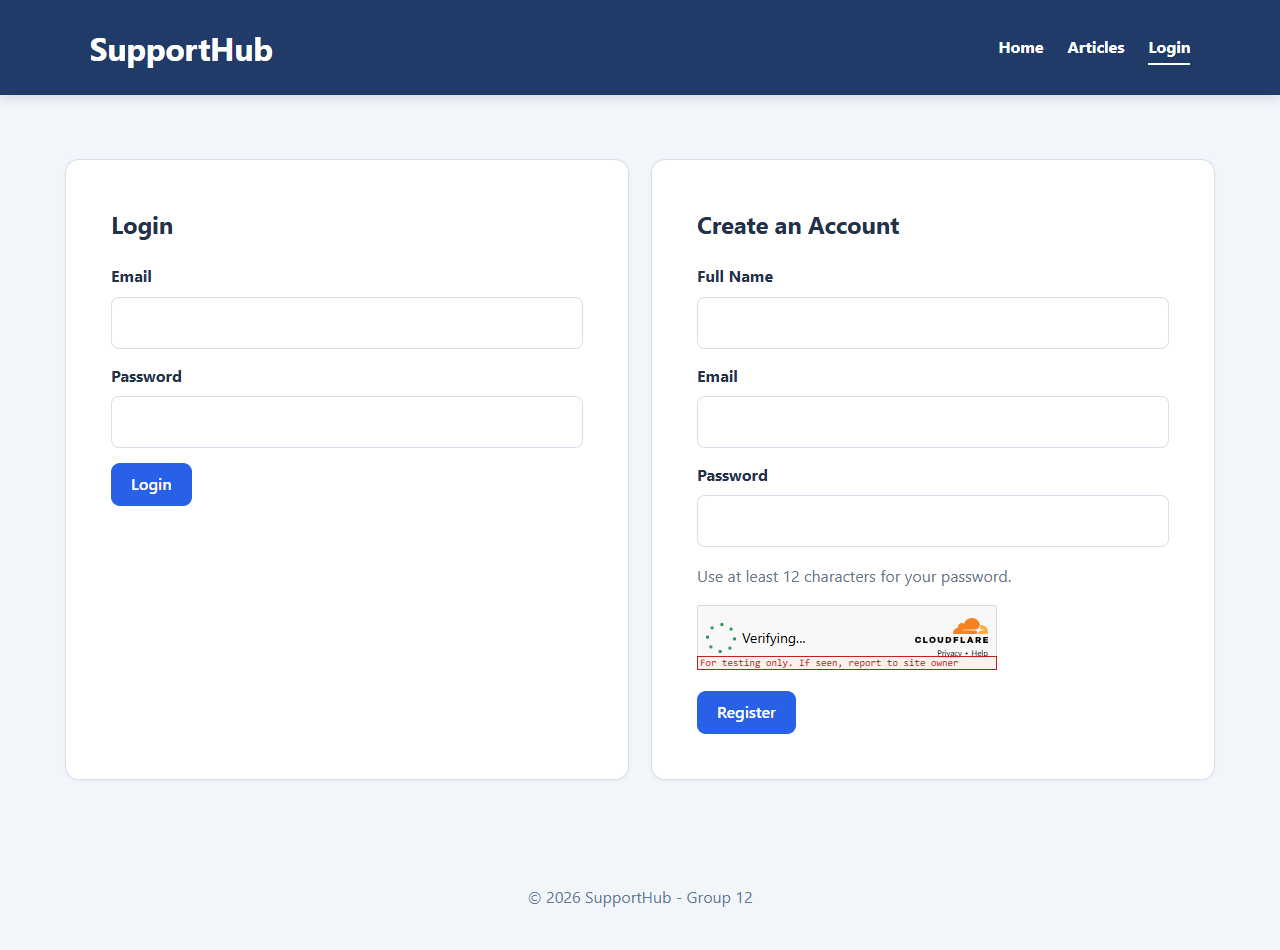 SupportHub
Home Articles Login
Login
Email
Password
Login
Create an Account
Full Name
Email
Password
Use at least 12 characters for your password.
Verifying...
CLOUDFLARE
Privacy • Help
For testing only. If seen, report to site owner
Register
© 2026 SupportHub - Group 12